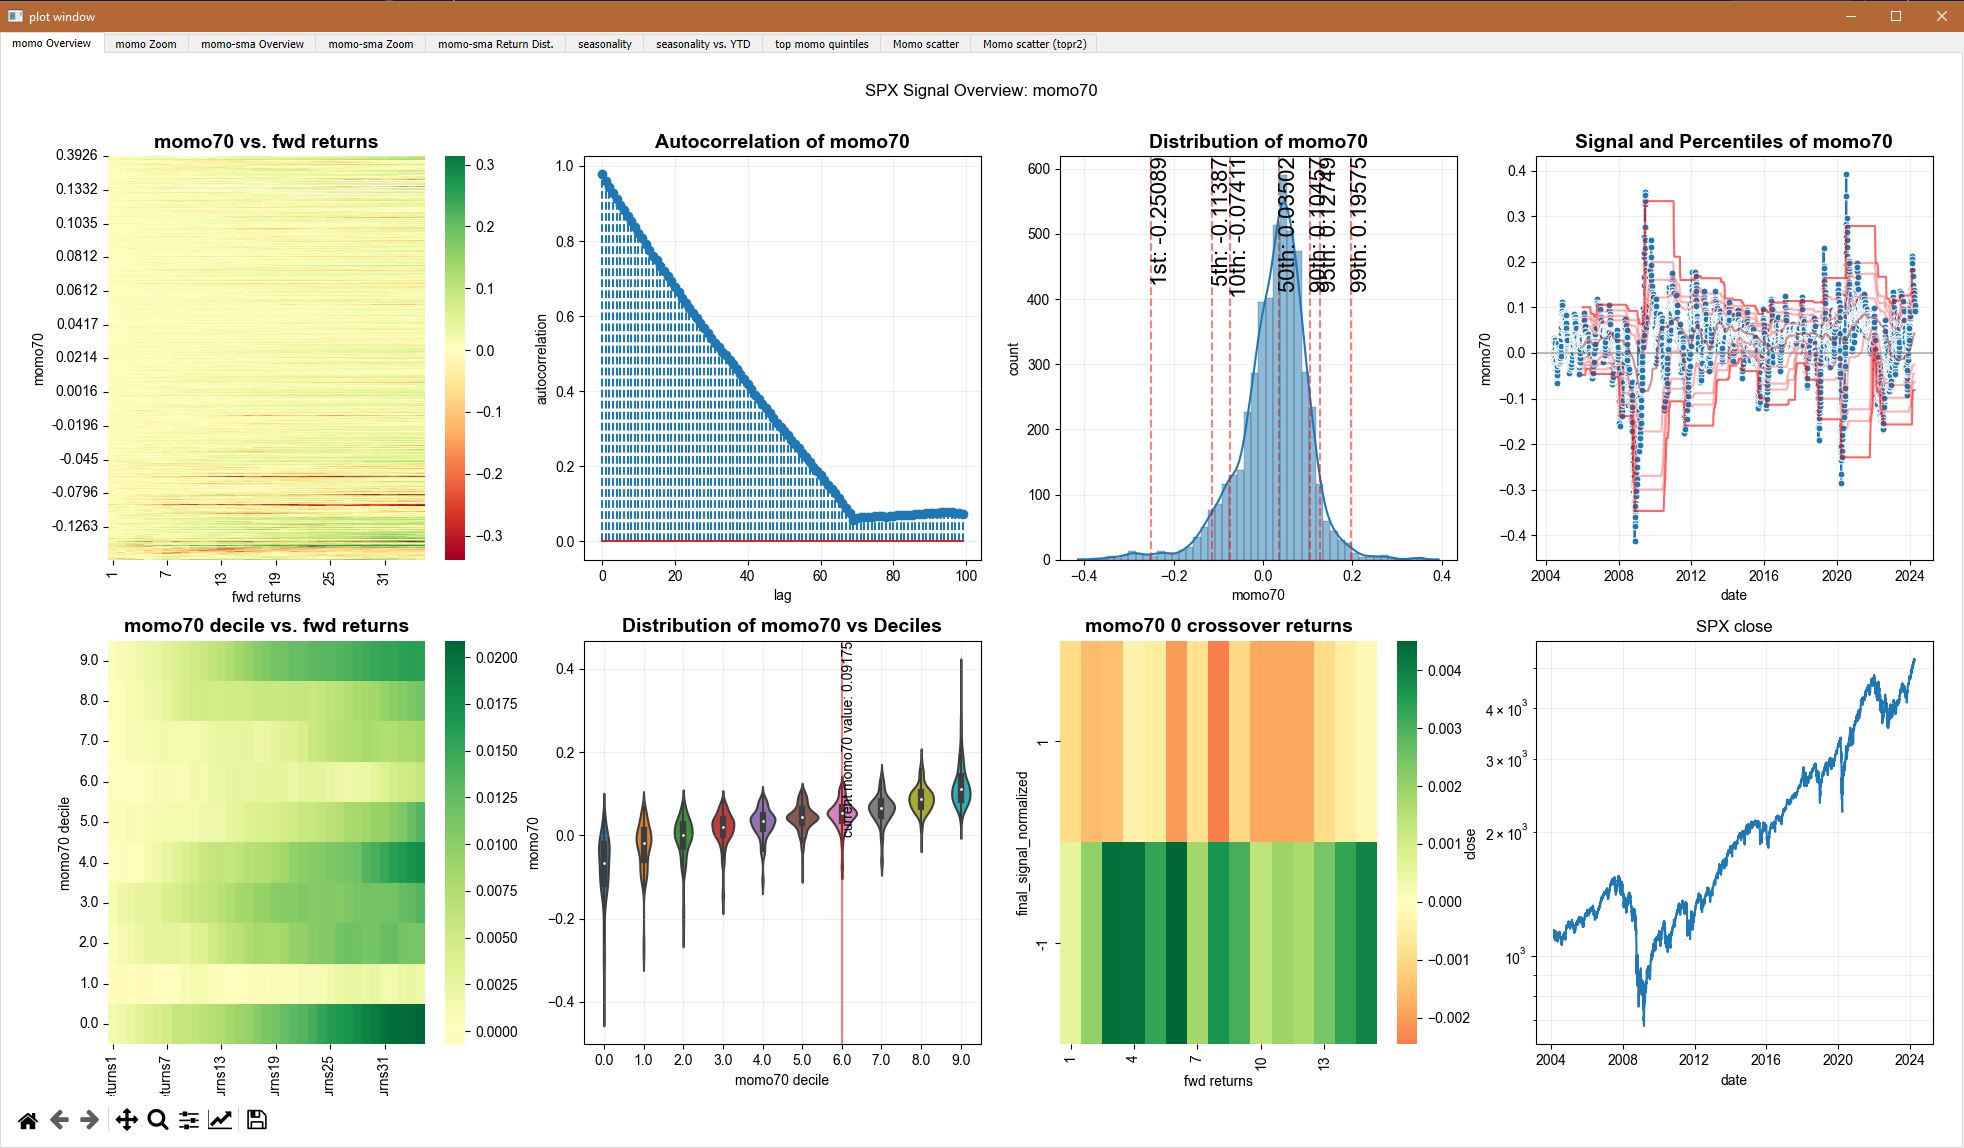 plot window
momo Overview
momo Zoom
momo-sma Overview
momo-sma Zoom
momo-sma Return Dist.
seasonality
seasonality vs. YTD
top momo quintiles
Momo scatter
Momo scatter (topr2)
SPX Signal Overview: momo70
momo70 vs. fwd returns
momo70
0.3926
0.1332
0.1035
0.0812
0.0612
0.0417
0.0214
0.0016
-0.0196
-0.045
-0.0796
-0.1263
1 7 13 19 25 31
fwd returns
0.3
0.2
0.1
0.0
−0.1
−0.2
−0.3
Autocorrelation of momo70
autocorrelation
1.0
0.8
0.6
0.4
0.2
0.0
0 20 40 60 80 100
lag
Distribution of momo70
count
600
500
400
300
200
100
0
1st: -0.25089
5th: -0.11387
10th: -0.07411
50th: 0.03502
90th: 0.10457
95th: 0.12749
99th: 0.19575
−0.4 −0.2 0.0 0.2 0.4
momo70
Signal and Percentiles of momo70
momo70
0.4
0.3
0.2
0.1
0.0
−0.1
−0.2
−0.3
−0.4
2004 2008 2012 2016 2020 2024
date
momo70 decile vs. fwd returns
momo70 decile
9.0
8.0
7.0
6.0
5.0
4.0
3.0
2.0
1.0
0.0
turns1 urns7 urns13 urns19 urns25 urns31
0.0200
0.0175
0.0150
0.0125
0.0100
0.0075
0.0050
0.0025
0.0000
Distribution of momo70 vs Deciles
momo70
0.4
0.2
0.0
−0.2
−0.4
current momo70 value: 0.09175
0.0 1.0 2.0 3.0 4.0 5.0 6.0 7.0 8.0 9.0
momo70 decile
momo70 0 crossover returns
final_signal_normalized
1
-1
1 4 7 10 13
fwd returns
0.004
0.003
0.002
0.001
0.000
−0.001
−0.002
SPX close
close
4 × 10³
3 × 10³
2 × 10³
10³
2004 2008 2012 2016 2020 2024
date